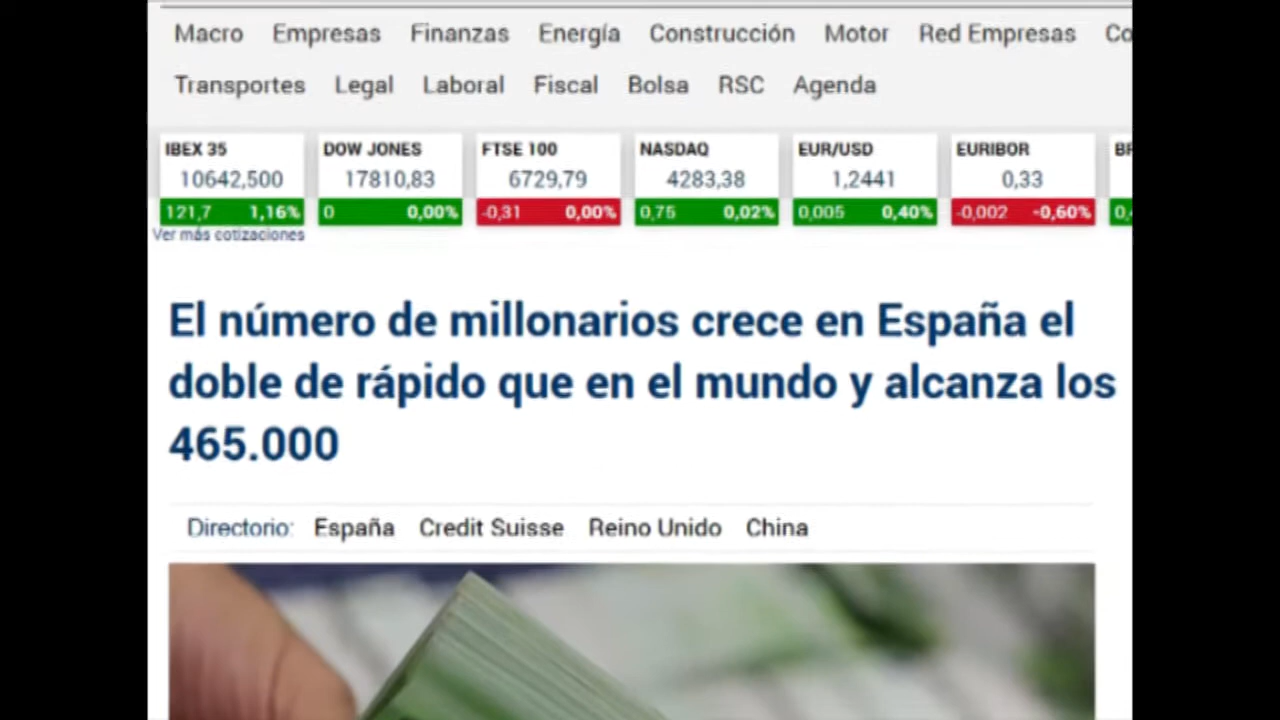 Macro Empresas Finanzas Energía Construcción Motor Red Empresas Co
Transportes Legal Laboral Fiscal Bolsa RSC Agenda
IBEX 35 DOW JONES FTSE 100 NASDAQ EUR/USD EURIBOR
10642,500 17810,83 6729,79 4283,38 1,2441 0,33
121,7 1,16% 0 0,00% -0,31 0,00% 0,75 0,02% 0,005 0,40% -0,002 -0,60%
Ver más cotizaciones
El número de millonarios crece en España el
doble de rápido que en el mundo y alcanza los
465.000
Directorio: España Credit Suisse Reino Unido China